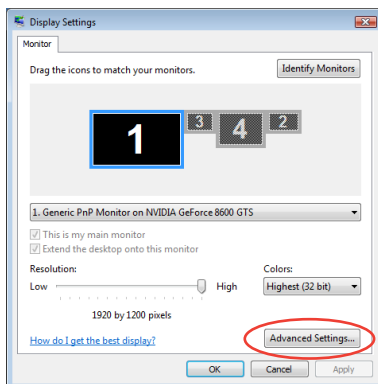 Display Settings
Monitor
Drag the icons to match your monitors.
Identify Monitors
1
3
4
2
1. Generic PnP Monitor on NVIDIA GeForce 8600 GTS
This is my main monitor
Extend the desktop onto this monitor
Resolution:
Colors:
Low
High
Highest (32 bit)
1920 by 1200 pixels
How do I get the best display?
Advanced Settings...
OK
Cancel
Apply